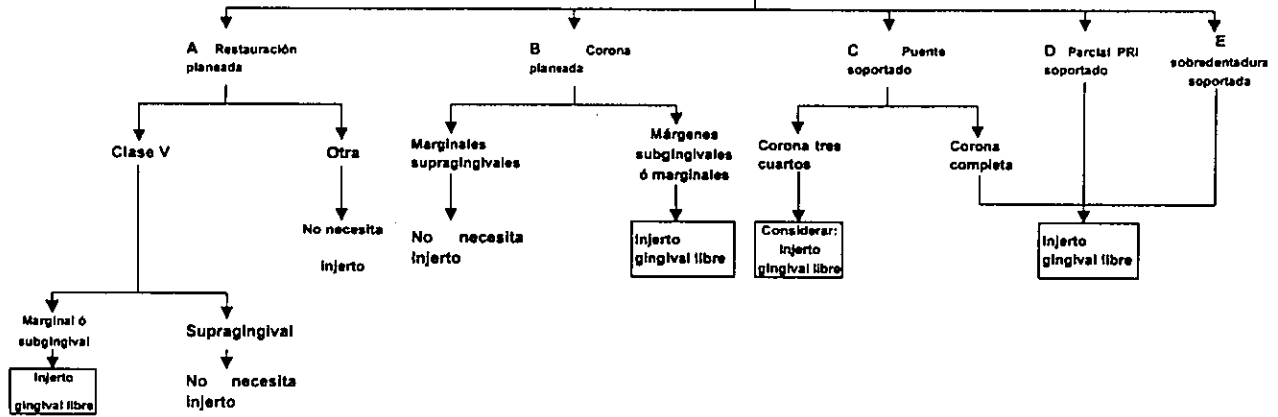 A Restauración
planeada
B Corona
planeada
C Puente
soportado
D Parcial PRI
soportado
E
sobredentadura
soportada
Clase V
Otra
Marginales
supragingivales
Márgenes
subgingivales
ó marginales
Corona tres
cuartos
Corona
completa
No necesita
injerto
No necesita
injerto
Injerto
gingival libre
Considerar:
Injerto
gingival libre
Injerto
gingival libre
Marginal ó
subgingival
Supragingival
Injerto
gingival libre
No necesita
injerto